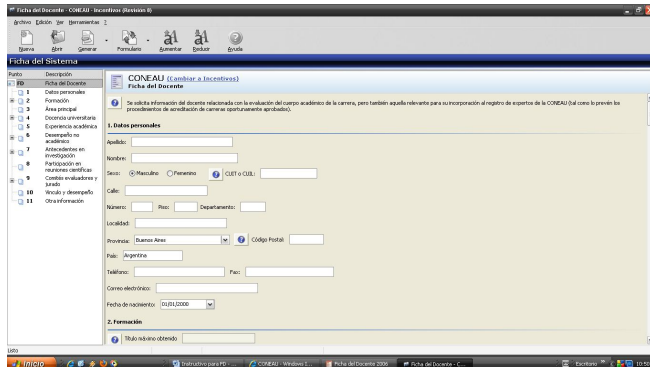 Ficha del Docente - CONEAU - Incentivos (Revisión 0)
Archivo Edición Ver Herramientas ?
Nueva Abrir Generar Formulario Aumentar Reducir Ayuda
Ficha del Sistema
Punto Descripción
FD Ficha del Docente
1 Datos personales
2 Formación
3 Área principal
4 Docencia universitaria
5 Experiencia académica
6 Desempeño no académico
7 Antecedentes en investigación
8 Participación en reuniones científicas
9 Comités evaluadores y jurado
10 Vínculo y desempeño
11 Otra información
CONEAU (Cambiar a Incentivos)
Ficha del Docente
Se solicita información del docente relacionada con la evaluación del cuerpo académico de la carrera, pero también aquella relevante para su incorporación al registro de expertos de la CONEAU (tal como lo prevén los
procedimientos de acreditación de carreras oportunamente aprobados).
1. Datos personales
Apellido:
Nombre:
Sexo: Masculino Femenino CUIT o CUIL:
Calle:
Número: Piso: Departamento:
Localidad:
Provincia: Buenos Aires Código Postal:
País: Argentina
Teléfono: Fax:
Correo electrónico:
Fecha de nacimiento: 01/01/2000
2. Formación
Título máximo obtenido
Listo
Inicio Instructivo para FD - ... CONEAU - Windows I... Ficha del Docente 2006 Ficha del Docente - C... Escritorio 10:50